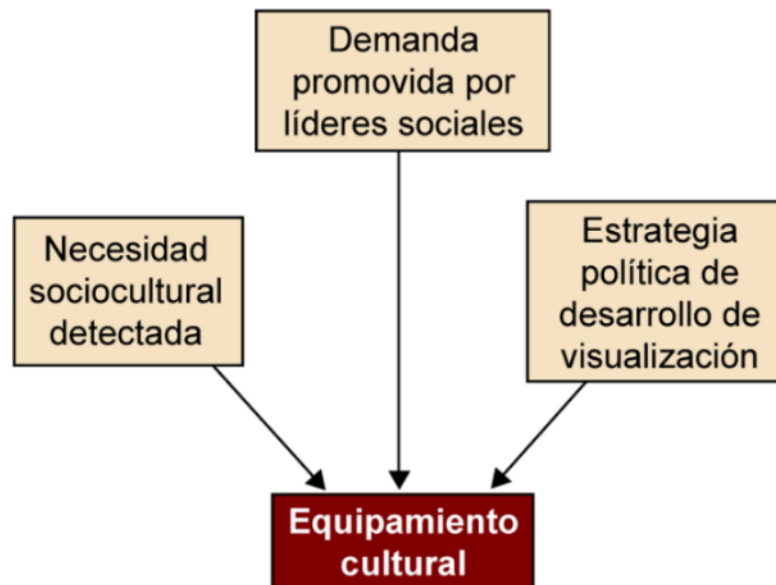 Demanda
promovida por
líderes sociales
Necesidad
sociocultural
detectada
Estrategia
política de
desarrollo de
visualización
Equipamiento
cultural